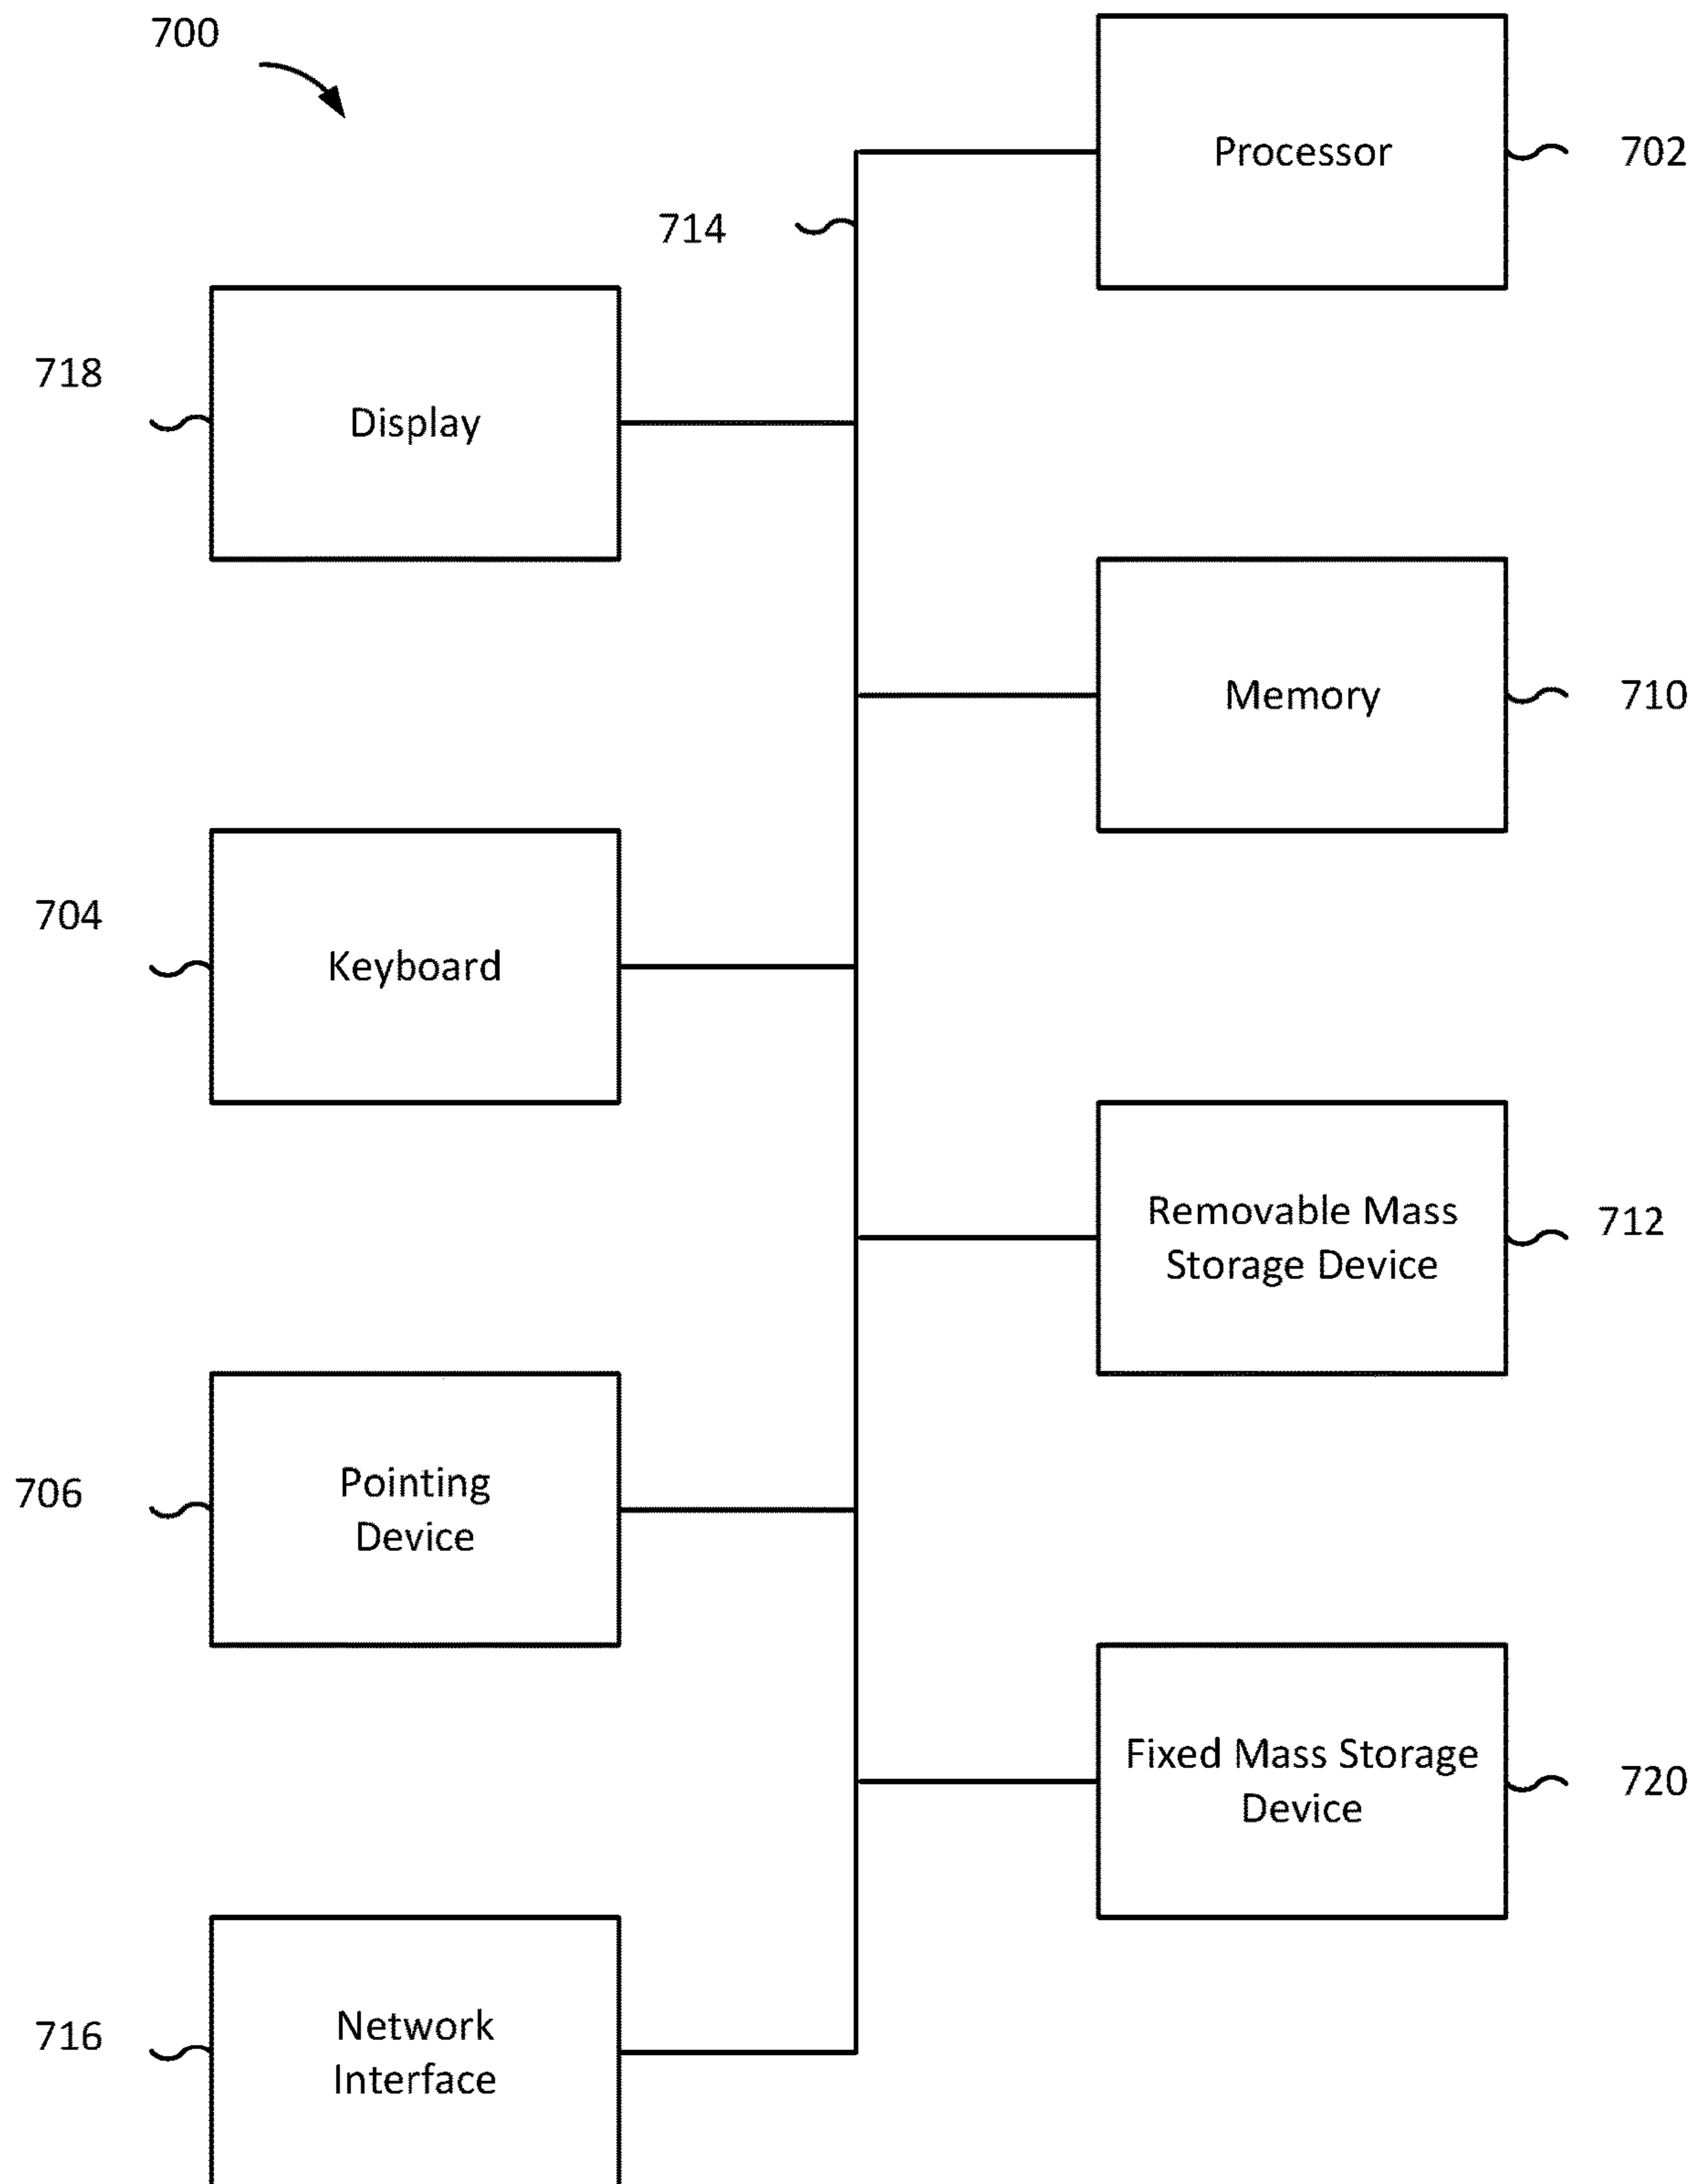 700
Processor
702
714
718
Display
Memory
710
704
Keyboard
Removable Mass
Storage Device
712
706
Pointing
Device
Fixed Mass Storage
Device
720
716
Network
Interface